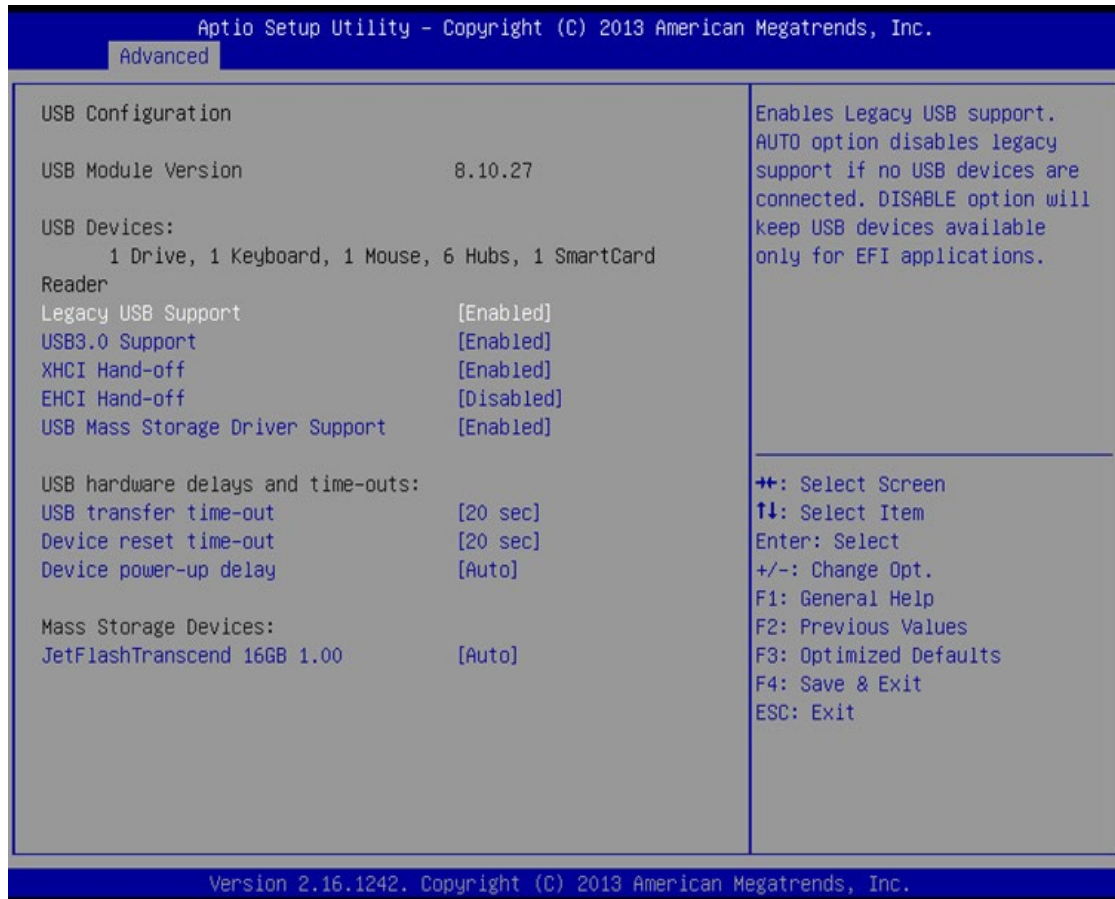 Aptio Setup Utility – Copyright (C) 2013 American Megatrends, Inc.
Advanced
USB Configuration
USB Module Version 8.10.27
USB Devices:
1 Drive, 1 Keyboard, 1 Mouse, 6 Hubs, 1 SmartCard
Reader
Legacy USB Support [Enabled]
USB3.0 Support [Enabled]
XHCI Hand-off [Enabled]
EHCI Hand-off [Disabled]
USB Mass Storage Driver Support [Enabled]
USB hardware delays and time-outs:
USB transfer time-out [20 sec]
Device reset time-out [20 sec]
Device power-up delay [Auto]
Mass Storage Devices:
JetFlashTranscend 16GB 1.00 [Auto]
Enables Legacy USB support.
AUTO option disables legacy
support if no USB devices are
connected. DISABLE option will
keep USB devices available
only for EFI applications.
→←: Select Screen
↑↓: Select Item
Enter: Select
+/-: Change Opt.
F1: General Help
F2: Previous Values
F3: Optimized Defaults
F4: Save & Exit
ESC: Exit
Version 2.16.1242. Copyright (C) 2013 American Megatrends, Inc.